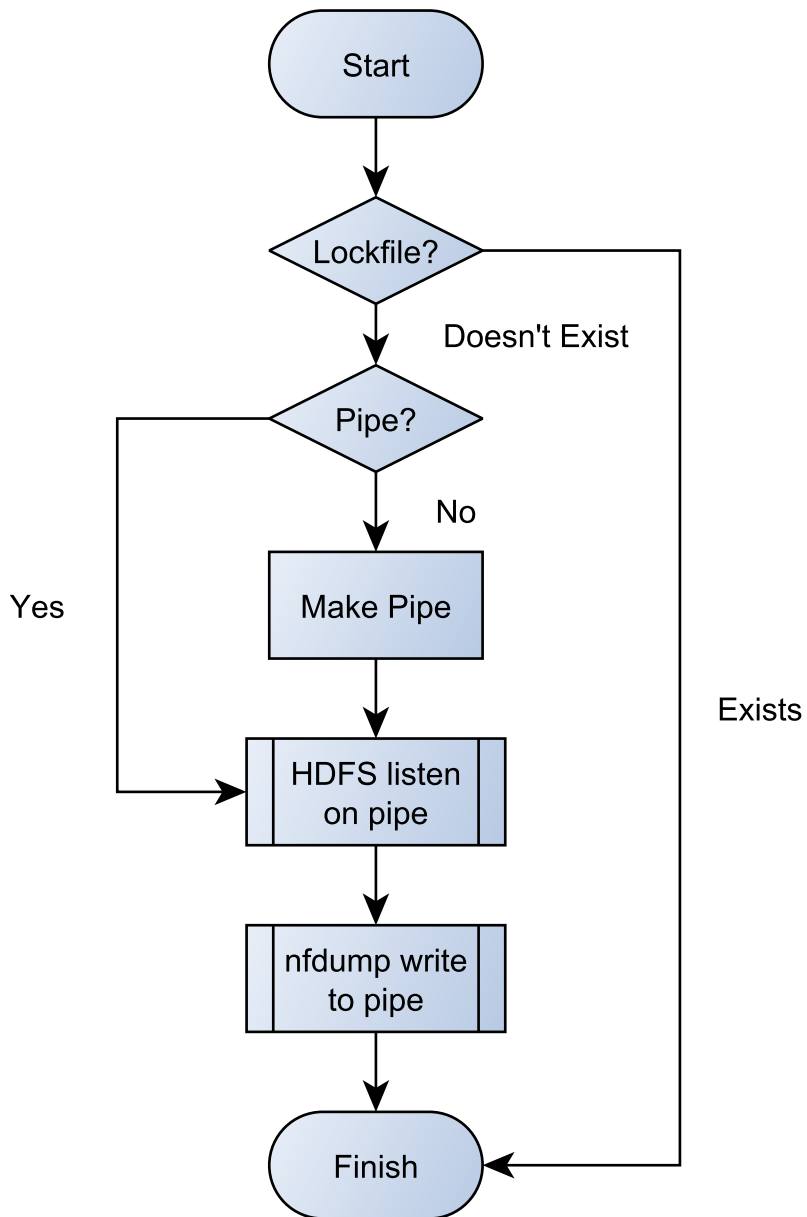 Start
Lockfile?
Doesn't Exist
Pipe?
No
Yes
Make Pipe
Exists
HDFS listen
on pipe
nfdump write
to pipe
Finish